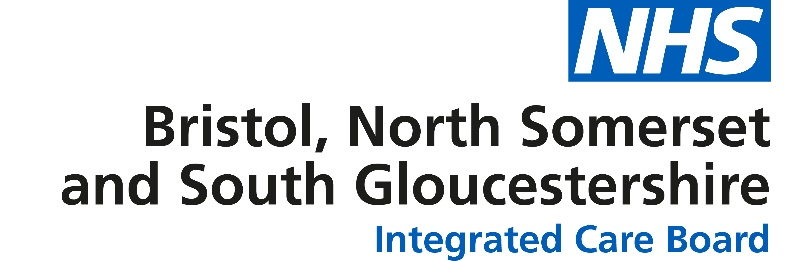 NHS
Bristol, North Somerset
and South Gloucestershire
Integrated Care Board